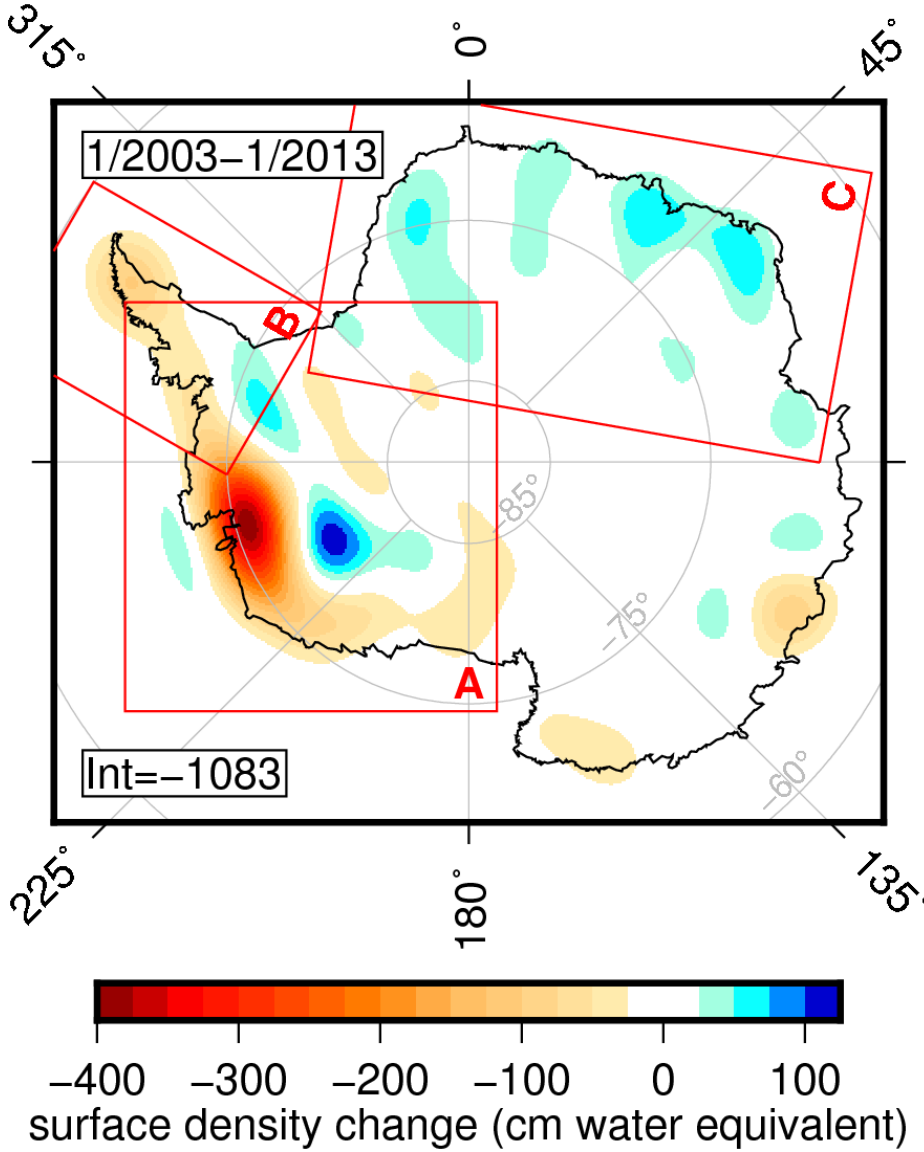 315°
0°
45°
1/2003−1/2013
C
B
−85°
−75°
A
Int=−1083
−60°
225°
180°
135°
−400 −300 −200 −100 0 100
surface density change (cm water equivalent)